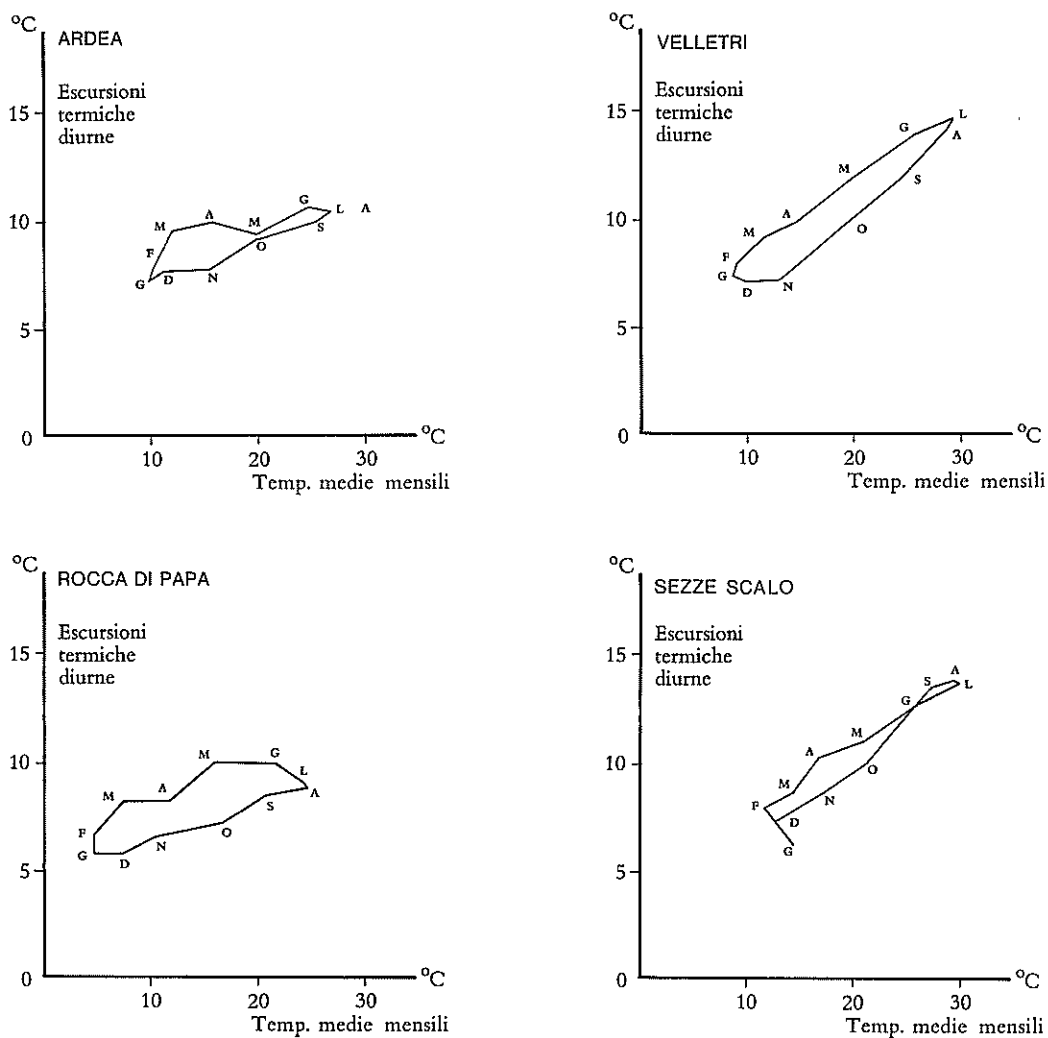 °C
ARDEA
Escursioni
termiche
diurne
15
10
5
0
M
A
M
G
L
A
S
O
F
G
D
N
10
20
30
°C
Temp. medie mensili
°C
VELLETRI
Escursioni
termiche
diurne
15
10
5
0
L
A
G
M
S
A
O
M
F
G
D
N
10
20
30
°C
Temp. medie mensili
°C
ROCCA DI PAPA
Escursioni
termiche
diurne
15
10
5
0
M
G
L
A
M
A
S
F
O
G
D
N
10
20
30
°C
Temp. medie mensili
°C
SEZZE SCALO
Escursioni
termiche
diurne
15
10
5
0
A
S
L
G
M
A
O
M
F
N
D
G
10
20
30
°C
Temp. medie mensili